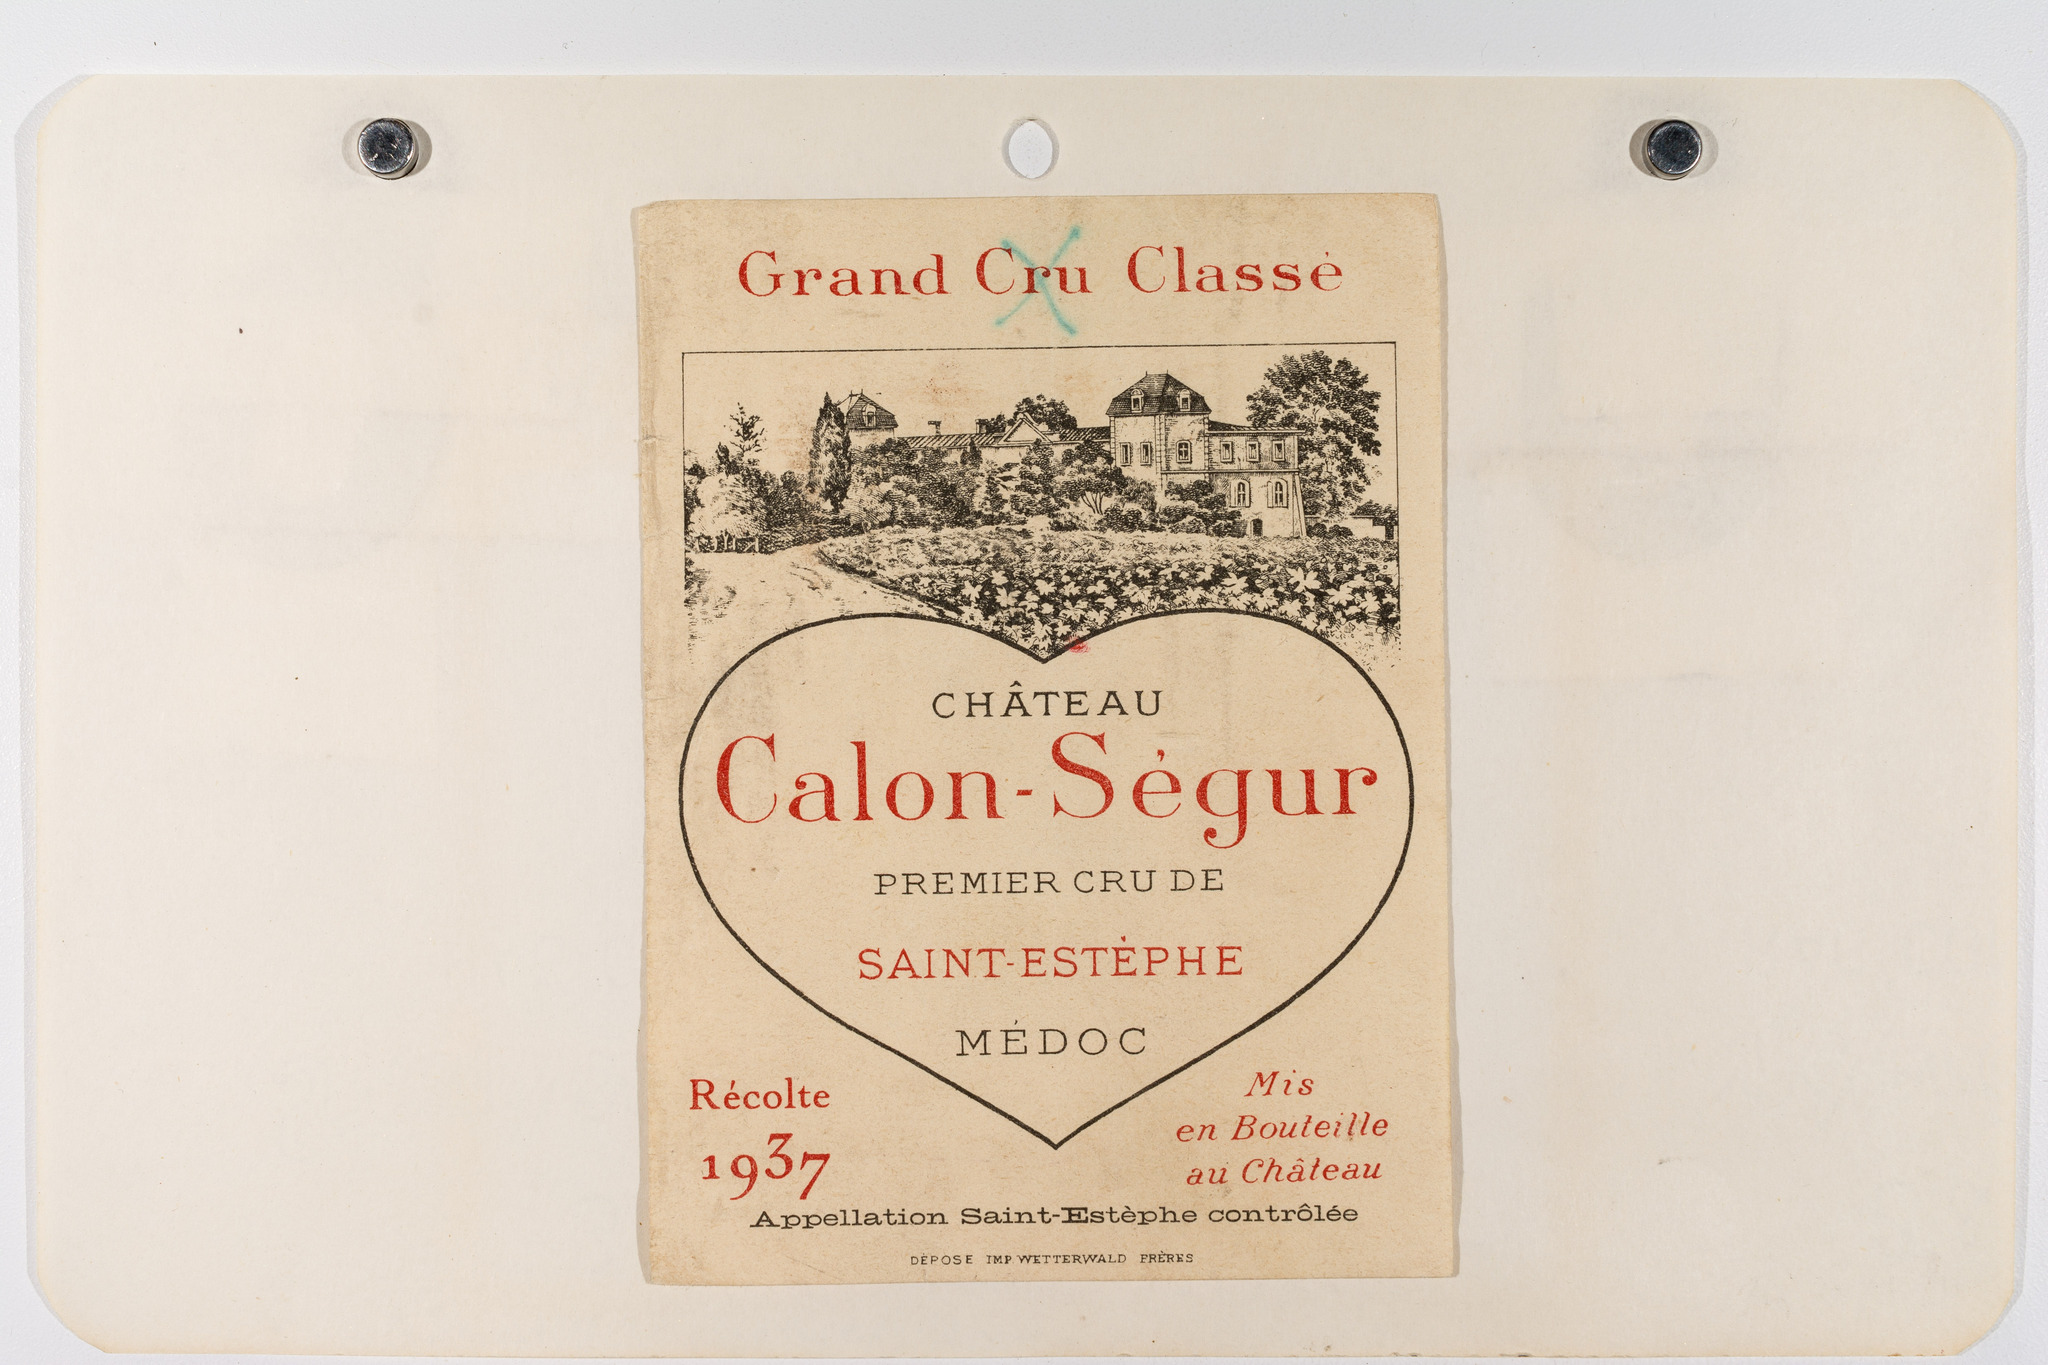 Grand Cru Classé
CHÂTEAU
Calon-Ségur
PREMIER CRU DE
SAINT-ESTÈPHE
MÉDOC
Récolte
1937
Mis
en Bouteille
au Château
Appellation Saint-Estèphe contrôlée
DÉPOSE IMP WETTERWALD FRÈRES